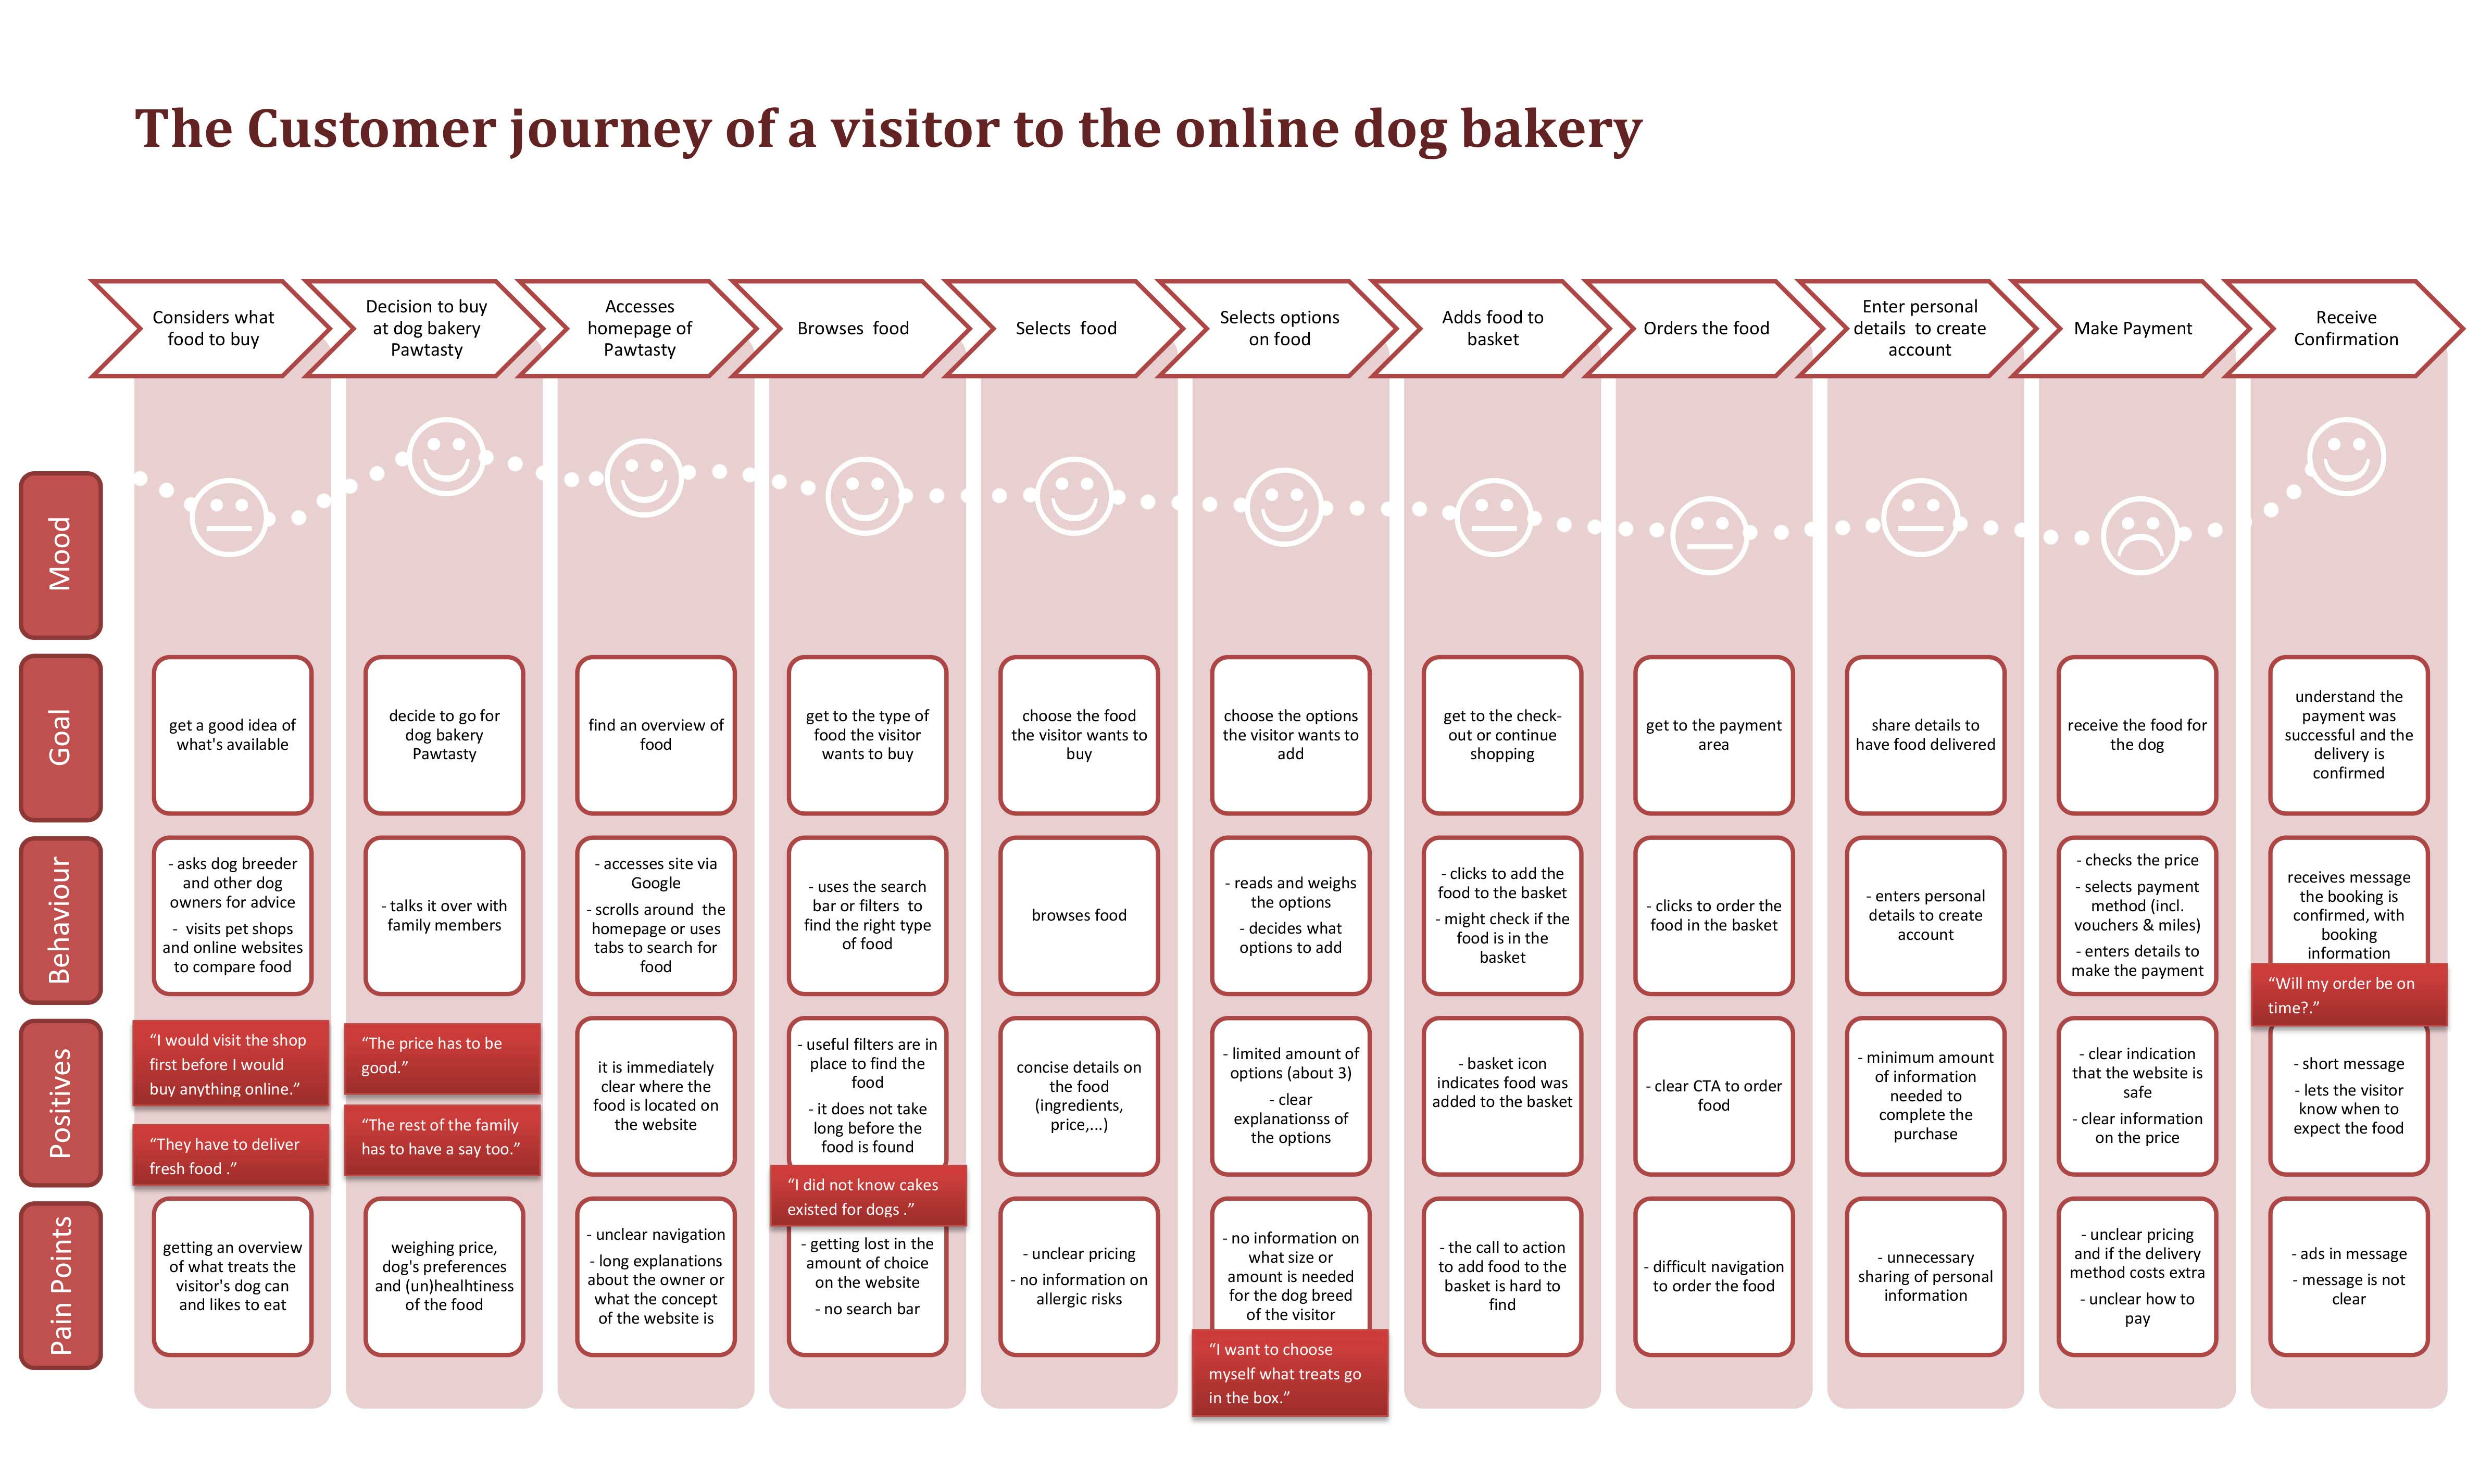 The Customer journey of a visitor to the online dog bakery
Considers what
food to buy
Decision to buy
at dog bakery
Pawtasty
Accesses
homepage of
Pawtasty
Browses  food
Selects  food
Selects options
on food
Adds food to
basket
Orders the food
Enter personal
details  to create
account
Make Payment
Receive
Confirmation
Mood
Goal
get a good idea of
what's available
decide to go for
dog bakery
Pawtasty
find an overview of
food
get to the type of
food the visitor
wants to buy
choose the food
the visitor wants to
buy
choose the options
the visitor wants to
add
get to the check-
out or continue
shopping
get to the payment
area
share details to
have food delivered
receive the food for
the dog
understand the
payment was
successful and the
delivery is
confirmed
Behaviour
- asks dog breeder
and other dog
owners for advice
-  visits pet shops
and online websites
to compare food
- talks it over with
family members
- accesses site via
Google
- scrolls around  the
homepage or uses
tabs to search for
food
- uses the search
bar or filters  to
find the right type
of food
browses food
- reads and weighs
the options
- decides what
options to add
- clicks to add the
food to the basket
- might check if the
food is in the
basket
- clicks to order the
food in the basket
- enters personal
details to create
account
- checks the price
- selects payment
method (incl.
vouchers & miles)
- enters details to
make the payment
receives message
the booking is
confirmed, with
booking
information
“Will my order be on
time?.”
Positives
“I would visit the shop
first before I would
buy anything online.”
“They have to deliver
fresh food .”
“The price has to be
good.”
“The rest of the family
has to have a say too.”
it is immediately
clear where the
food is located on
the website
- useful filters are in
place to find the
food
- it does not take
long before the
food is found
“I did not know cakes
existed for dogs .”
concise details on
the food
(ingredients,
price,...)
- limited amount of
options (about 3)
- clear
explanationss of
the options
- basket icon
indicates food was
added to the basket
- clear CTA to order
food
- minimum amount
of information
needed to
complete the
purchase
- clear indication
that the website is
safe
- clear information
on the price
- short message
- lets the visitor
know when to
expect the food
Pain Points
getting an overview
of what treats the
visitor's dog can
and likes to eat
weighing price,
dog's preferences
and (un)healhtiness
of the food
- unclear navigation
- long explanations
about the owner or
what the concept
of the website is
- getting lost in the
amount of choice
on the website
- no search bar
- unclear pricing
- no information on
allergic risks
- no information on
what size or
amount is needed
for the dog breed
of the visitor
“I want to choose
myself what treats go
in the box.”
- the call to action
to add food to the
basket is hard to
find
- difficult navigation
to order the food
- unnecessary
sharing of personal
information
- unclear pricing
and if the delivery
method costs extra
- unclear how to
pay
- ads in message
- message is not
clear